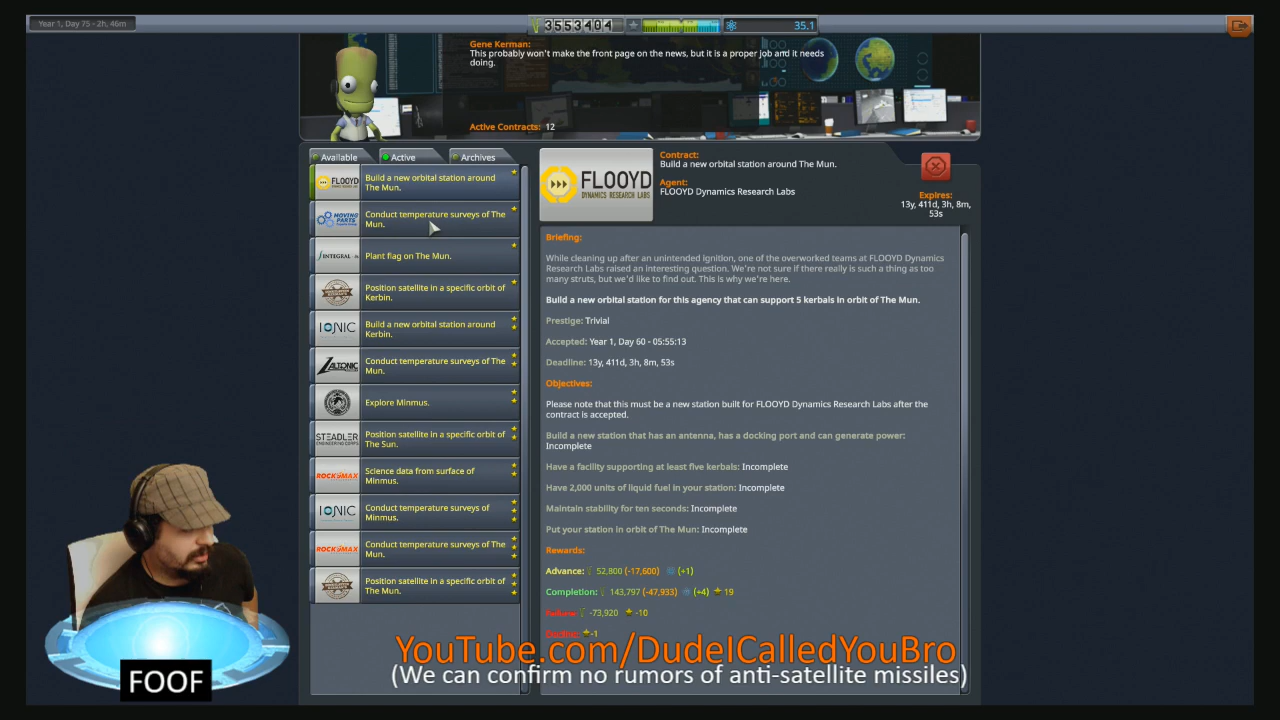 Year 1, Day 75 - 2h, 46m
3553404
35.1
Gene Kerman:
This probably won't make the front page on the news, but it is a proper job and it needs
doing.
Active Contracts: 12
Available
Active
Archives
FLOOYD
Build a new orbital station around
The Mun.
MOVING
PARTS
Conduct temperature surveys of The
Mun.
INTEGRAL
Plant flag on The Mun.
Position satellite in a specific orbit of
Kerbin.
IONIC
Build a new orbital station around
Kerbin.
ZALTONIC
Conduct temperature surveys of The
Mun.
Explore Minmus.
STEADLER
ENGINEERING CORPS
Position satellite in a specific orbit of
The Sun.
ROCKOMAX
Science data from surface of
Minmus.
IONIC
Conduct temperature surveys of
Minmus.
ROCKOMAX
Conduct temperature surveys of The
Mun.
Position satellite in a specific orbit of
The Mun.
FLOOYD
DYNAMICS RESEARCH LABS
Contract:
Build a new orbital station around The Mun.
Agent:
FLOOYD Dynamics Research Labs
Expires:
13y, 411d, 3h, 8m,
53s
Briefing:
While cleaning up after an unintended ignition, one of the overworked teams at FLOOYD Dynamics
Research Labs raised an interesting question. We're not sure if there really is such a thing as too
many struts, but we'd like to find out. This is why we're here.
Build a new orbital station for this agency that can support 5 kerbals in orbit of The Mun.
Prestige: Trivial
Accepted: Year 1, Day 60 - 05:55:13
Deadline: 13y, 411d, 3h, 8m, 53s
Objectives:
Please note that this must be a new station built for FLOOYD Dynamics Research Labs after the
contract is accepted.
Build a new station that has an antenna, has a docking port and can generate power:
Incomplete
Have a facility supporting at least five kerbals: Incomplete
Have 2,000 units of liquid fuel in your station: Incomplete
Maintain stability for ten seconds: Incomplete
Put your station in orbit of The Mun: Incomplete
Rewards:
Advance: 52,800 (-17,600) (+1)
Completion: 143,797 (-47,933) (+4) 19
Failure: -73,920 -10
Decline: -1
YouTube.com/DudeICalledYouBro
(We can confirm no rumors of anti-satellite missiles)
FOOF